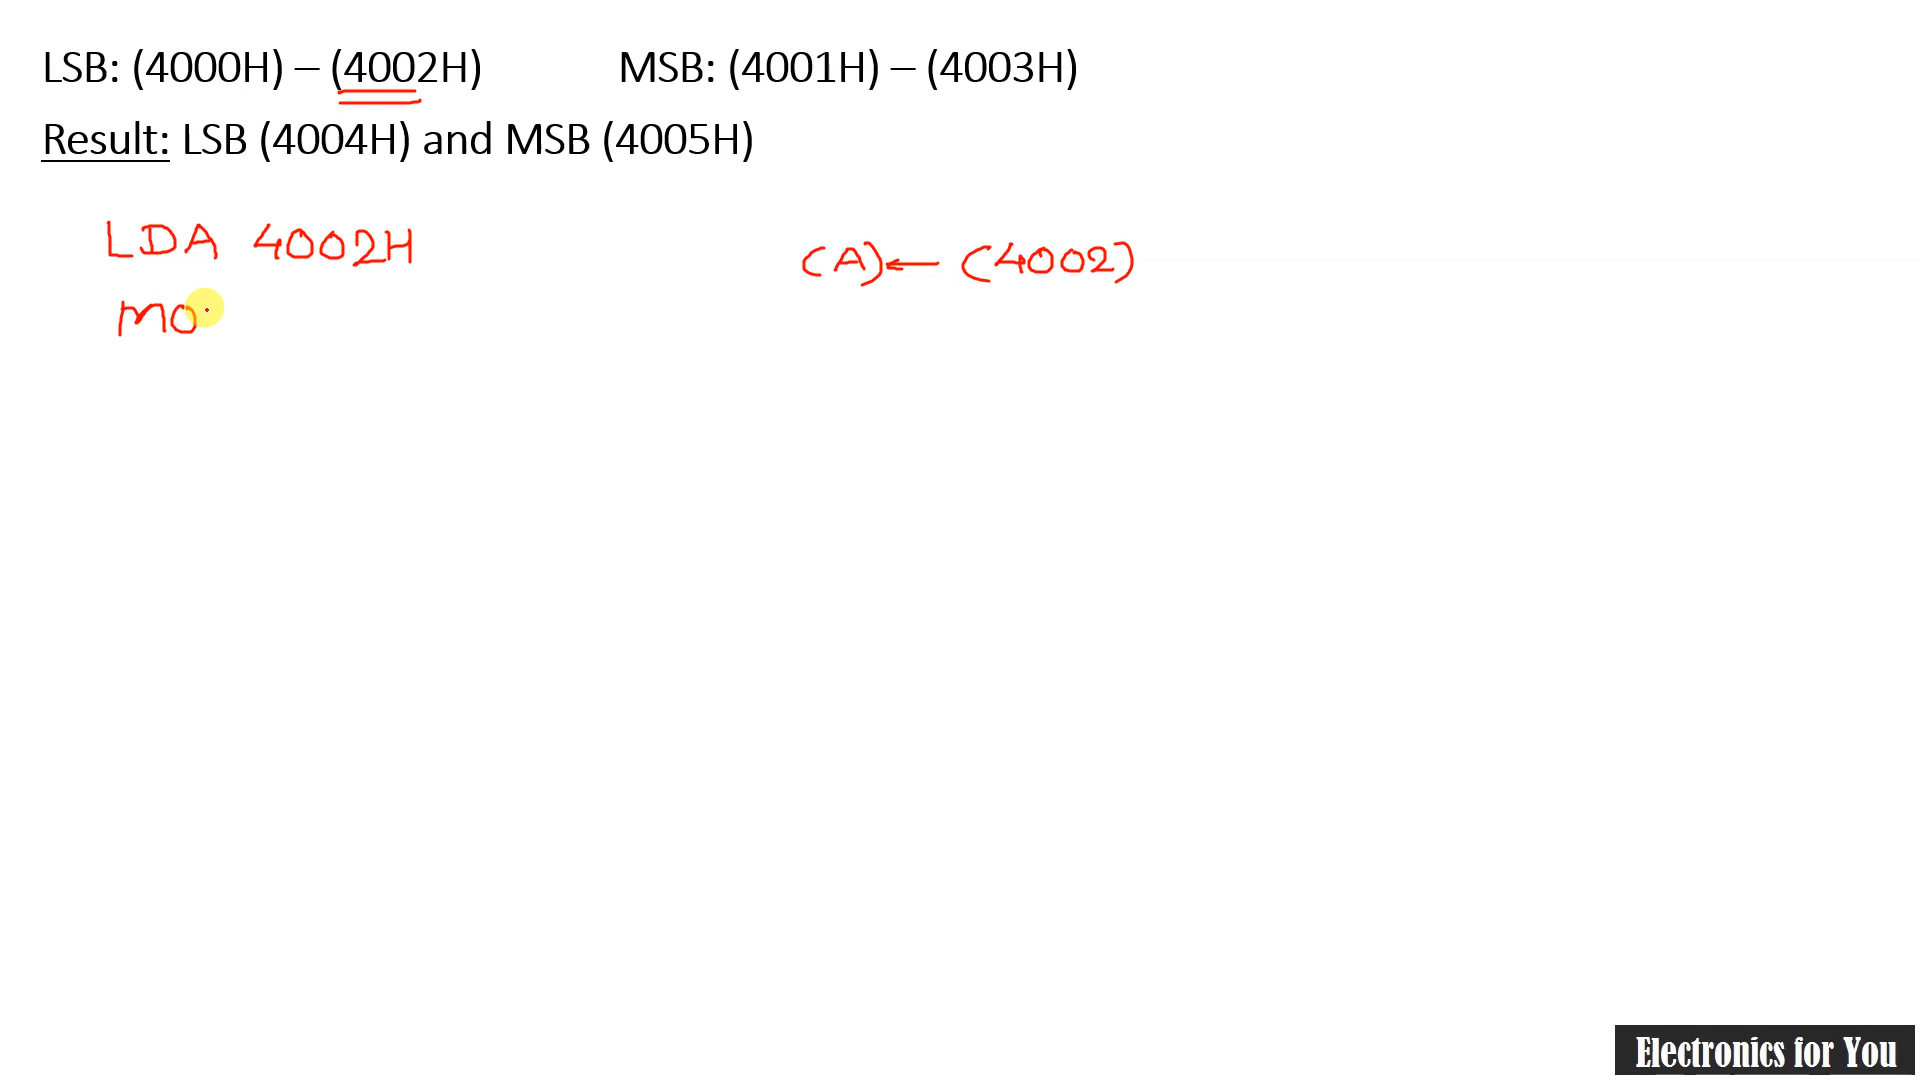 LSB: (4000H) – (4002H) MSB: (4001H) – (4003H)
Result: LSB (4004H) and MSB (4005H)
LDA 4002H (A)← (4002)
MO
Electronics for You